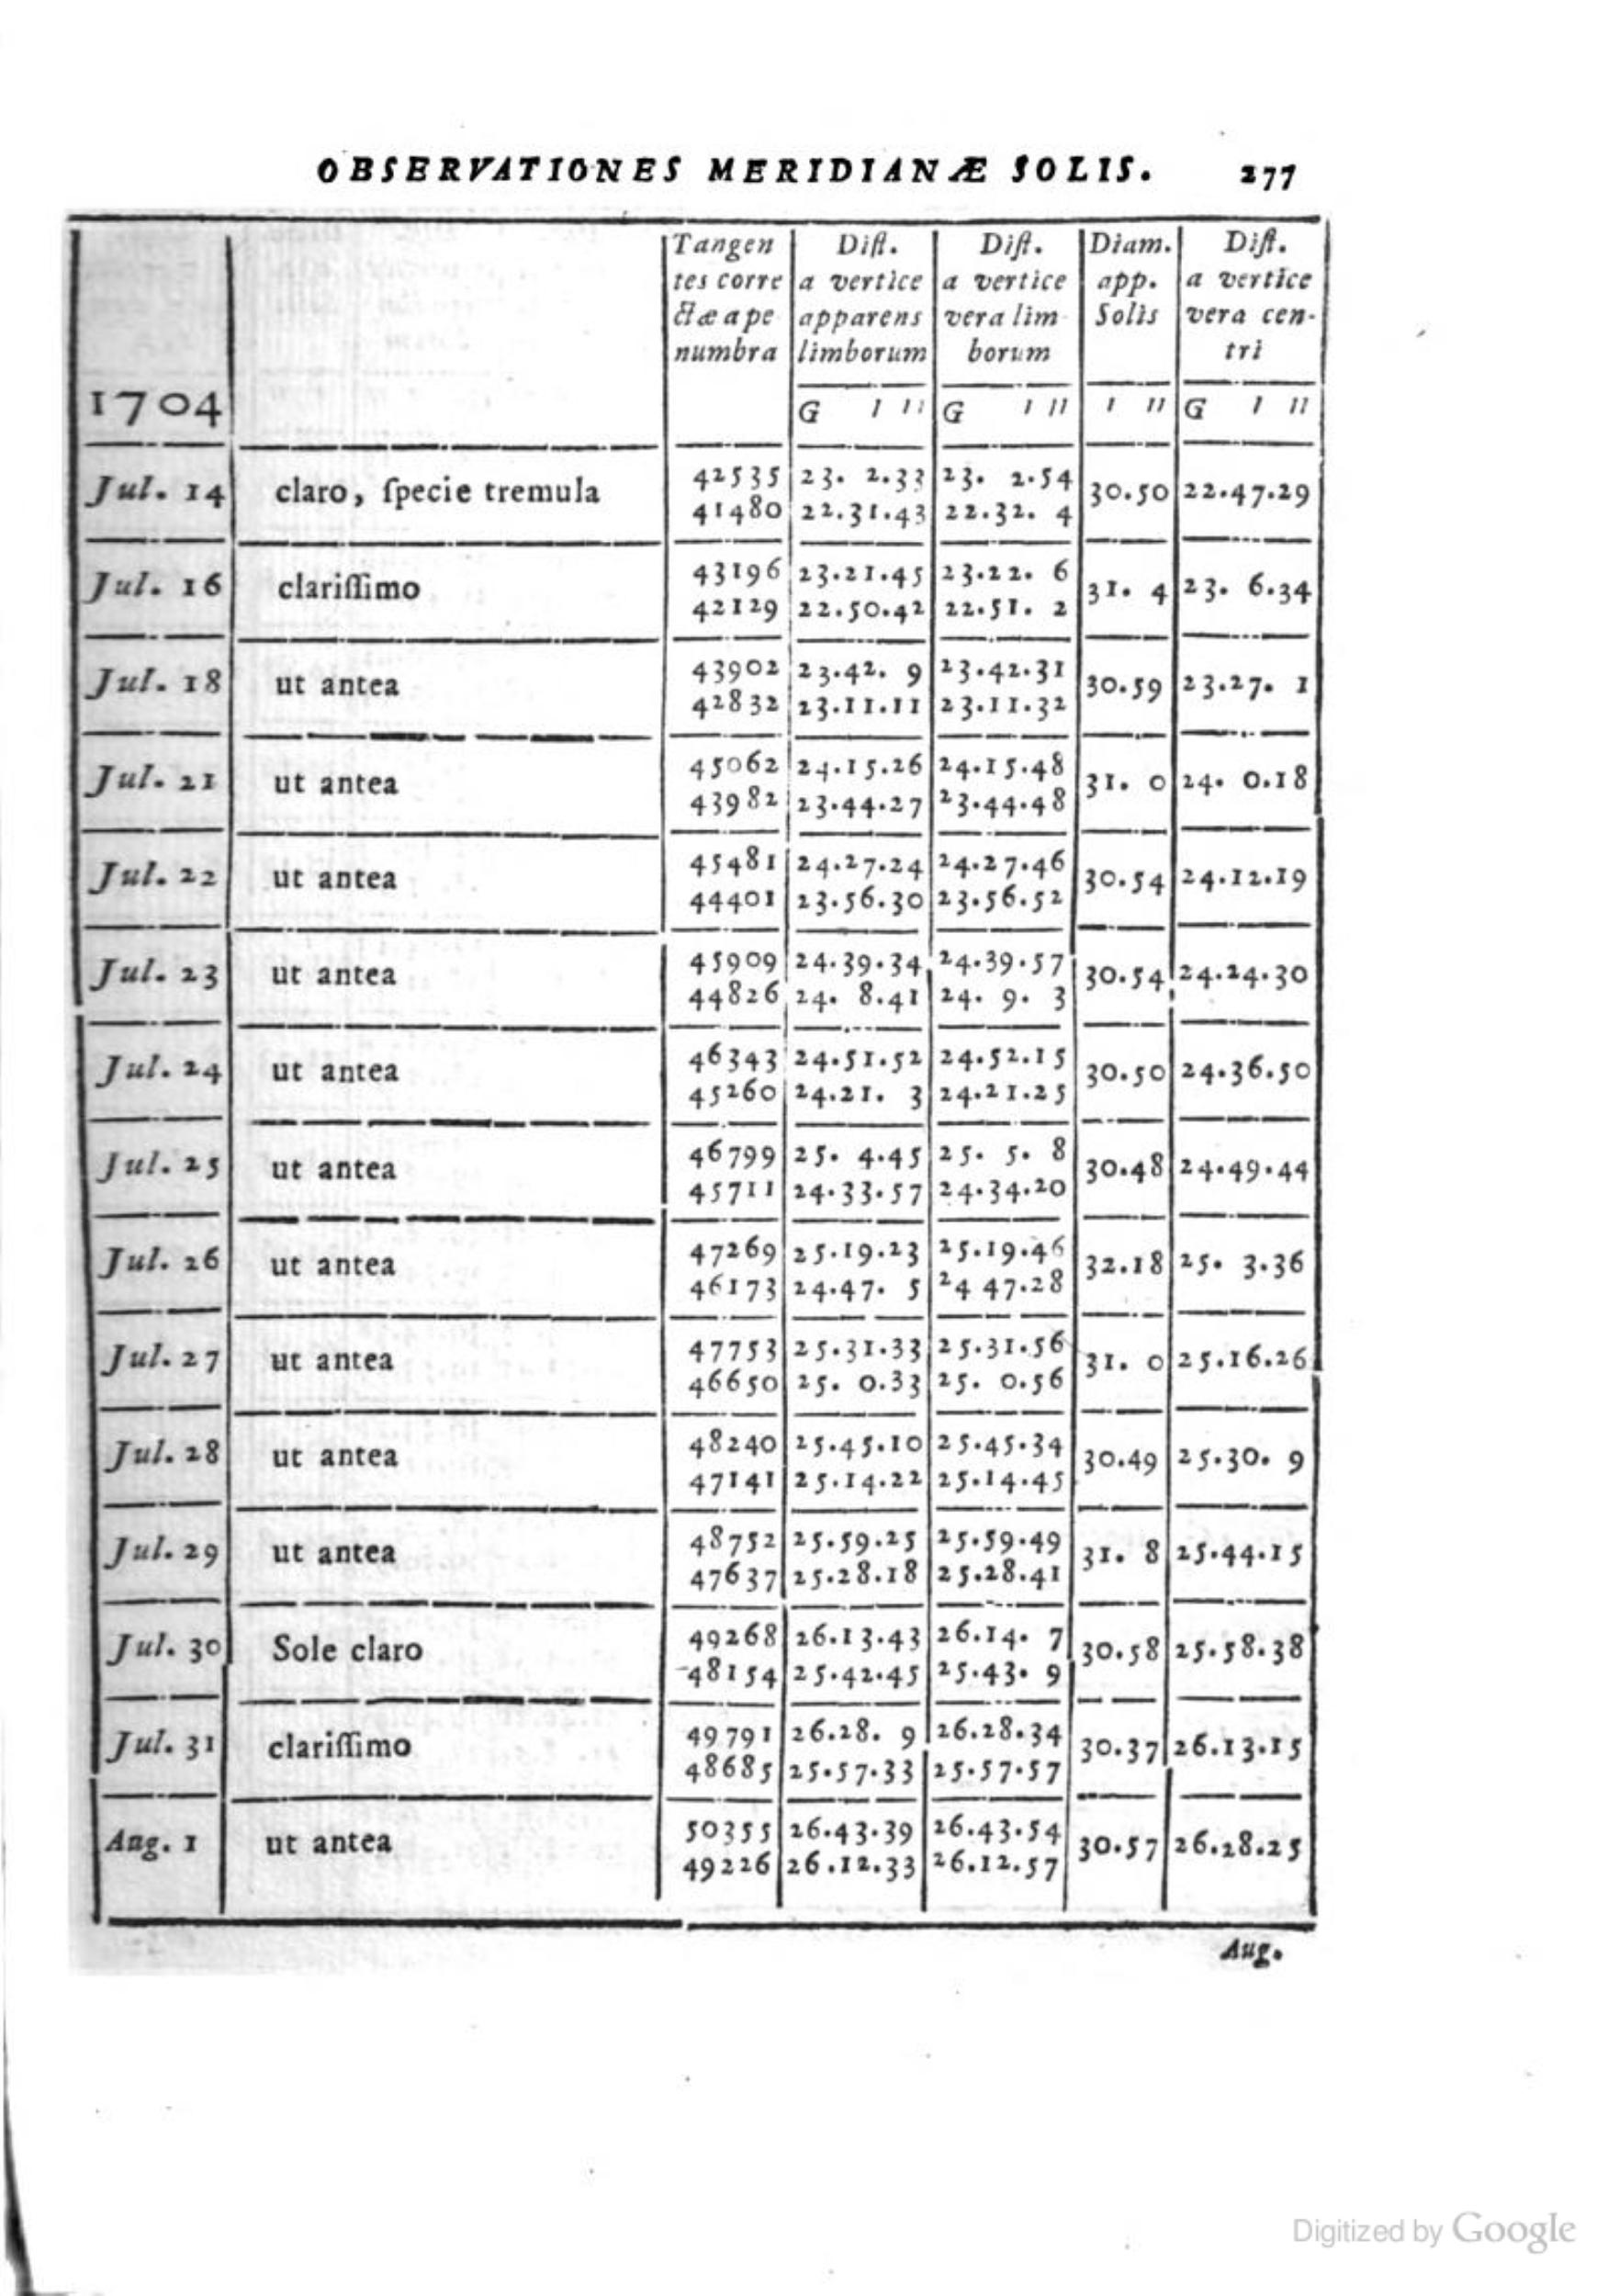 OBSERVATIONES MERIDIANÆ SOLIS. 277
Tangen Diſt. Diſt. Diam. Diſt.
tes corre a vertice a vertice app. a vertice
ctæ a pe apparens vera lim Solis vera cen-
numbra limborum borum tri
1704
G I II G I II I II G I II
42535 23. 2.33 23. 2.54
Jul. 14 claro, ſpecie tremula 30.50 22.47.29
41480 22.31.43 22.32. 4
43196 23.21.45 23.22. 6
Jul. 16 clariſſimo 31. 4 23. 6.34
42129 22.50.42 22.51. 2
43902 23.42. 9 23.42.31
Jul. 18 ut antea 30.59 23.27. 1
42832 23.11.11 23.11.32
45062 24.15.26 24.15.48
Jul. 21 ut antea 31. 0 24. 0.18
43982 23.44.27 23.44.48
45481 24.27.24 24.27.46
Jul. 22 ut antea 30.54 24.12.19
44401 23.56.30 23.56.52
45909 24.39.34 24.39.57
Jul. 23 ut antea 30.54 24.24.30
44826 24. 8.41 24. 9. 3
46343 24.51.52 24.52.15
Jul. 24 ut antea 30.50 24.36.50
45260 24.21. 3 24.21.25
46799 25. 4.45 25. 5. 8
Jul. 25 ut antea 30.48 24.49.44
45711 24.33.57 24.34.20
47269 25.19.23 25.19.46
Jul. 26 ut antea 32.18 25. 3.36
46173 24.47. 5 24 47.28
47753 25.31.33 25.31.56
Jul. 27 ut antea 31. 0 25.16.26
46650 25. 0.33 25. 0.56
48240 25.45.10 25.45.34
Jul. 28 ut antea 30.49 25.30. 9
47141 25.14.22 25.14.45
48752 25.59.25 25.59.49
Jul. 29 ut antea 31. 8 25.44.15
47637 25.28.18 25.28.41
49268 26.13.43 26.14. 7
Jul. 30 Sole claro 30.58 25.58.38
48154 25.42.45 25.43. 9
49791 26.28. 9 26.28.34
Jul. 31 clariſſimo 30.37 26.13.15
48685 25.57.33 25.57.57
50355 26.43.39 26.43.54
Aug. 1 ut antea 30.57 26.28.25
49226 26.12.33 26.12.57
Aug.
Digitized by Google